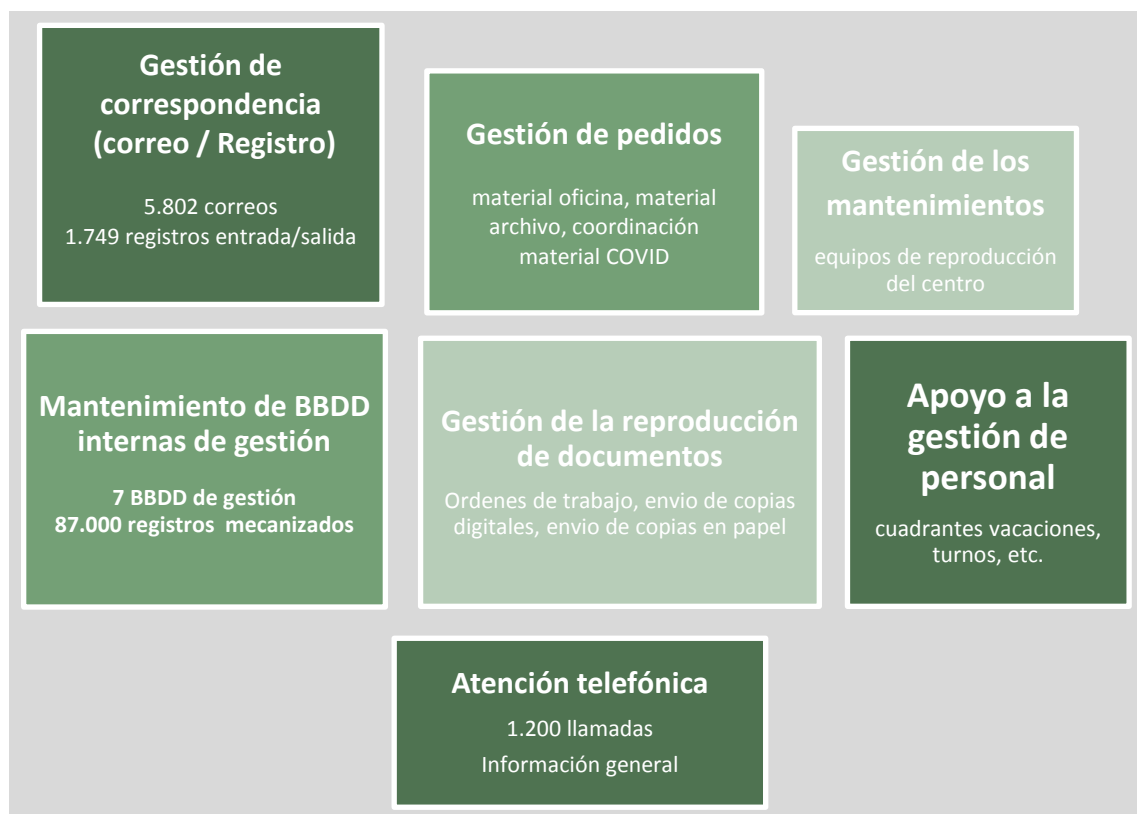 Gestión de
correspondencia
(correo / Registro)
5.802 correos
1.749 registros entrada/salida
Gestión de pedidos
material oficina, material
archivo, coordinación
material COVID
Gestión de los
mantenimientos
equipos de reproducción
del centro
Mantenimiento de BBDD
internas de gestión
7 BBDD de gestión
87.000 registros mecanizados
Gestión de la reproducción
de documentos
Ordenes de trabajo, envio de copias
digitales, envio de copias en papel
Apoyo a la
gestión de
personal
cuadrantes vacaciones,
turnos, etc.
Atención telefónica
1.200 llamadas
Información general